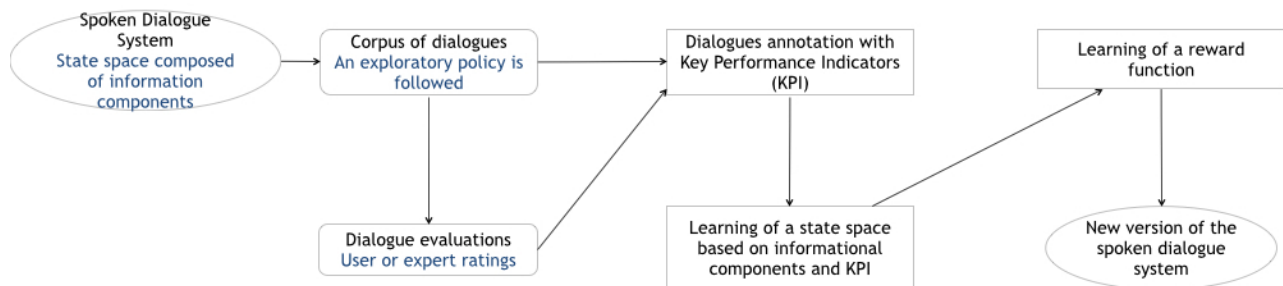 Spoken Dialogue
System
State space composed
of information
components
Corpus of dialogues
An exploratory policy is
followed
Dialogue evaluations
User or expert ratings
Dialogues annotation with
Key Performance Indicators
(KPI)
Learning of a state space
based on informational
components and KPI
Learning of a reward
function
New version of the
spoken dialogue
system